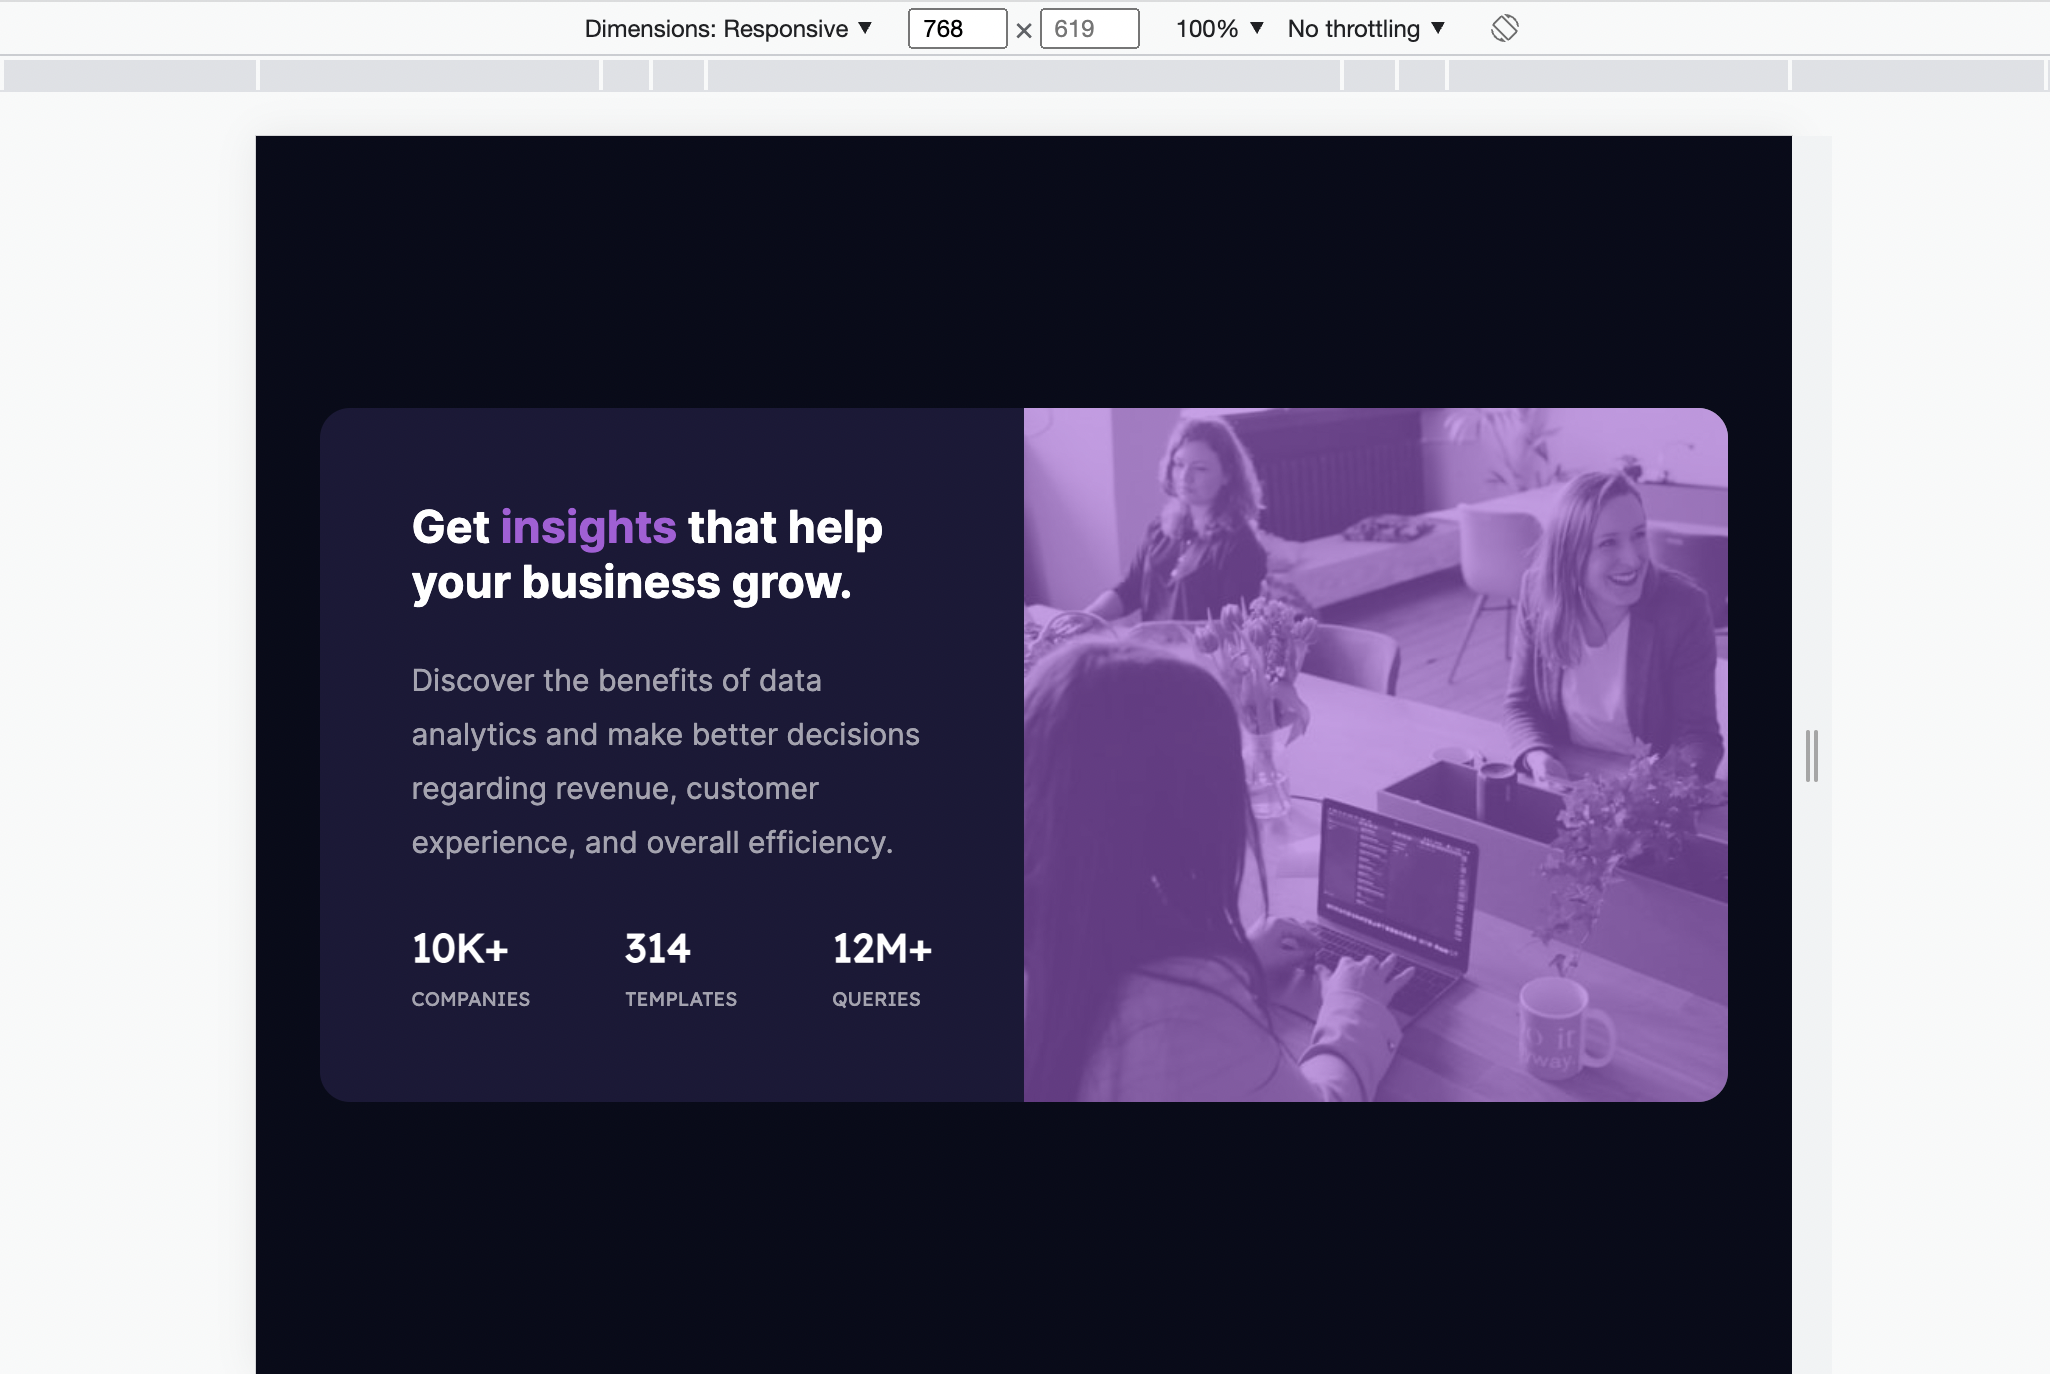 Dimensions: Responsive ▼ 768 × 619 100% ▼ No throttling ▼
Get insights that help
your business grow.
Discover the benefits of data
analytics and make better decisions
regarding revenue, customer
experience, and overall efficiency.
10K+ 314 12M+
COMPANIES TEMPLATES QUERIES